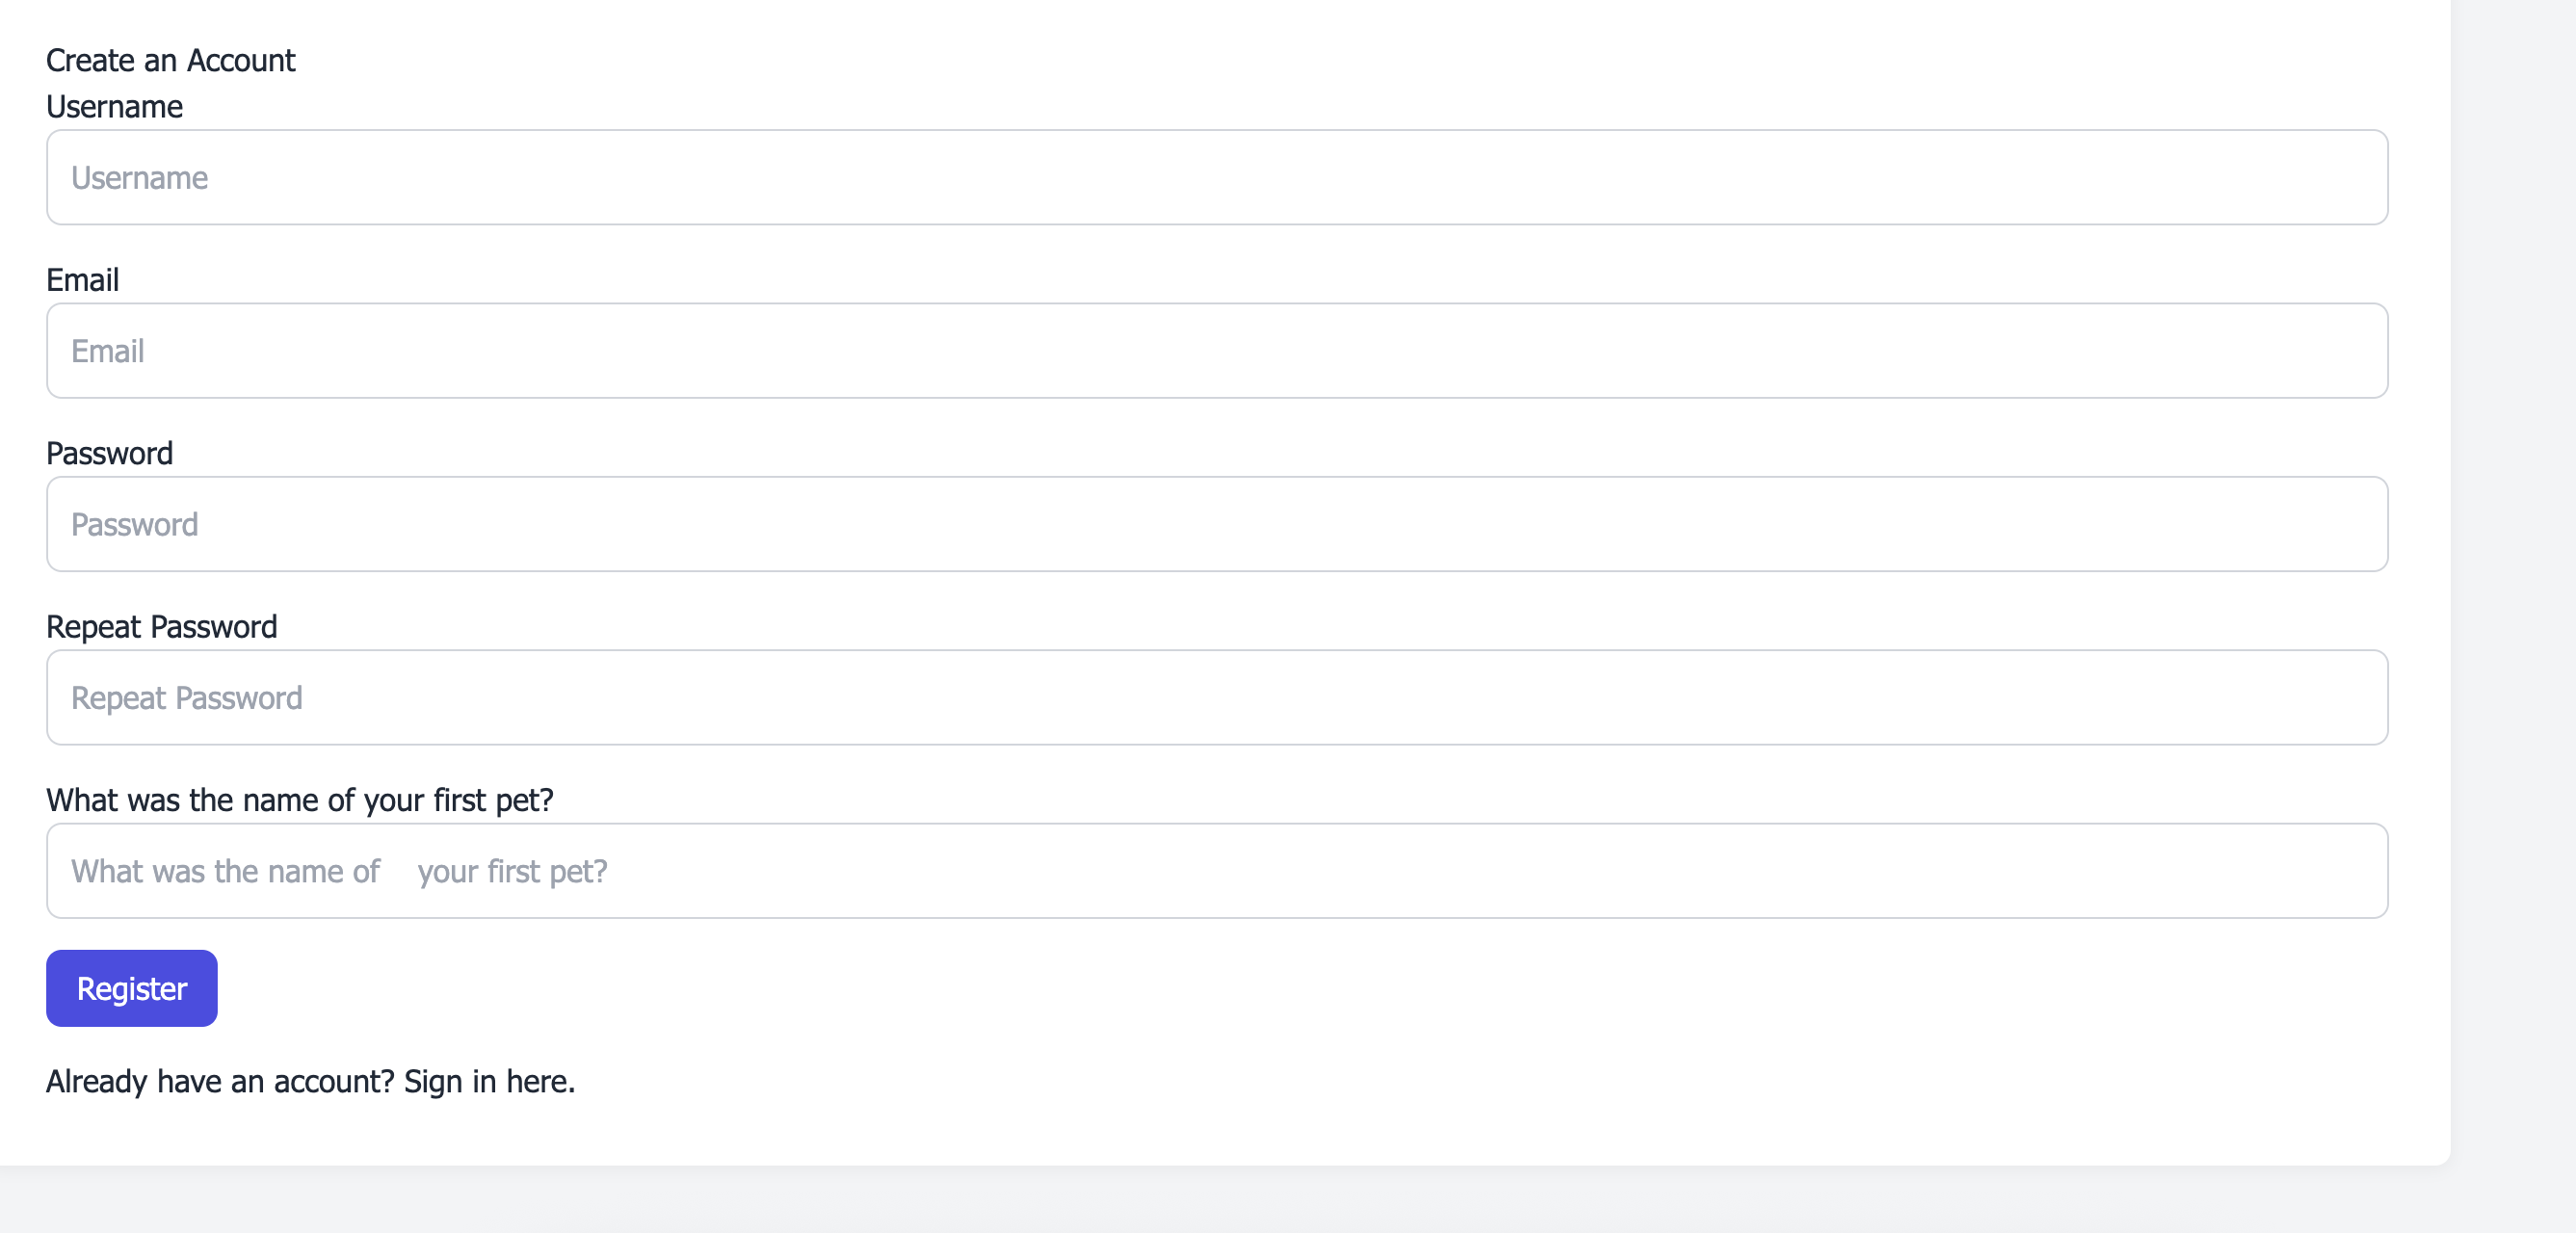 Create an Account
Username
Username
Email
Email
Password
Password
Repeat Password
Repeat Password
What was the name of your first pet?
What was the name of    your first pet?
Register
Already have an account? Sign in here.